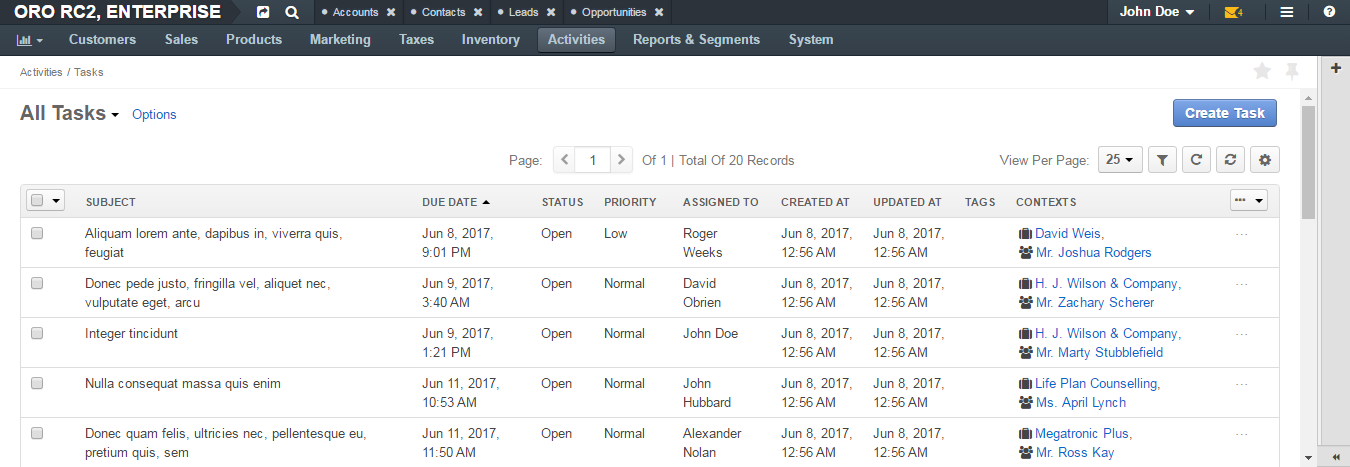 ORO RC2, ENTERPRISE Accounts Contacts Leads Opportunities John Doe 4
Customers Sales Products Marketing Taxes Inventory Activities Reports & Segments System
Activities / Tasks
All Tasks Options Create Task
Page: 1 Of 1 | Total Of 20 Records View Per Page: 25
SUBJECT DUE DATE STATUS PRIORITY ASSIGNED TO CREATED AT UPDATED AT TAGS CONTEXTS
Aliquam lorem ante, dapibus in, viverra quis, Jun 8, 2017, Open Low Roger Jun 8, 2017, Jun 8, 2017, David Weis,
feugiat 9:01 PM Weeks 12:56 AM 12:56 AM Mr. Joshua Rodgers
Donec pede justo, fringilla vel, aliquet nec, Jun 9, 2017, Open Normal David Jun 8, 2017, Jun 8, 2017, H. J. Wilson & Company,
vulputate eget, arcu 3:40 AM Obrien 12:56 AM 12:56 AM Mr. Zachary Scherer
Integer tincidunt Jun 9, 2017, Open Normal John Doe Jun 8, 2017, Jun 8, 2017, H. J. Wilson & Company,
1:21 PM 12:56 AM 12:56 AM Mr. Marty Stubblefield
Nulla consequat massa quis enim Jun 11, 2017, Open Normal John Jun 8, 2017, Jun 8, 2017, Life Plan Counselling,
10:53 AM Hubbard 12:56 AM 12:56 AM Ms. April Lynch
Donec quam felis, ultricies nec, pellentesque eu, Jun 11, 2017, Open Normal Alexander Jun 8, 2017, Jun 8, 2017, Megatronic Plus,
pretium quis, sem 11:50 AM Nolan 12:56 AM 12:56 AM Mr. Ross Kay